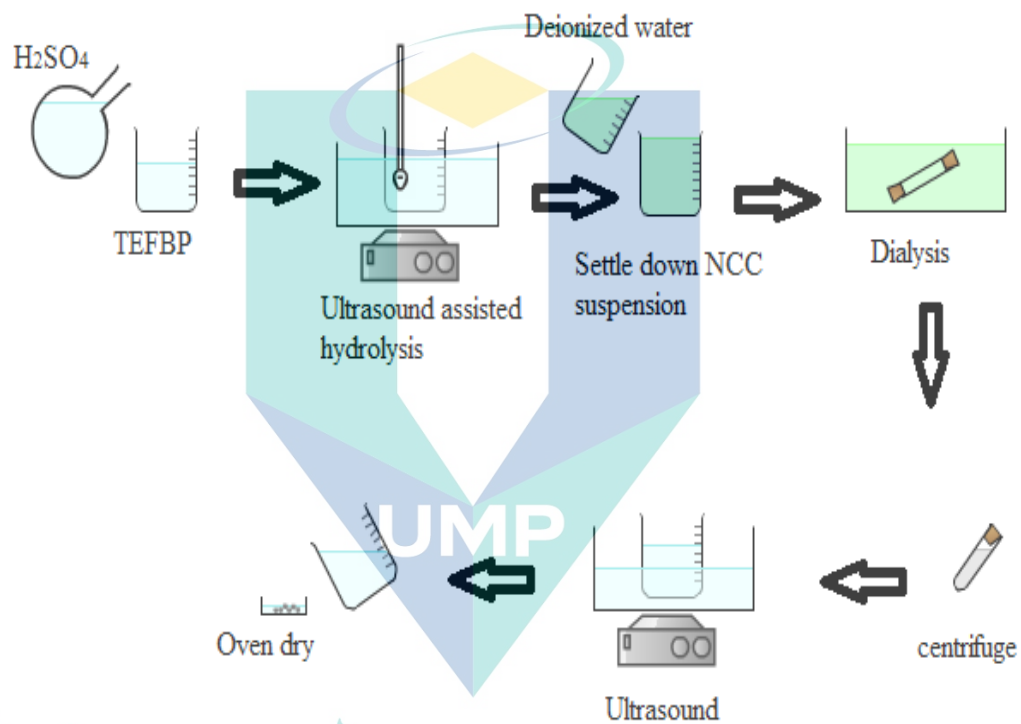 H2SO4
TEFBP
Ultrasound assisted
hydrolysis
Deionized water
Settle down NCC
suspension
Dialysis
centrifuge
Ultrasound
Oven dry
UMP